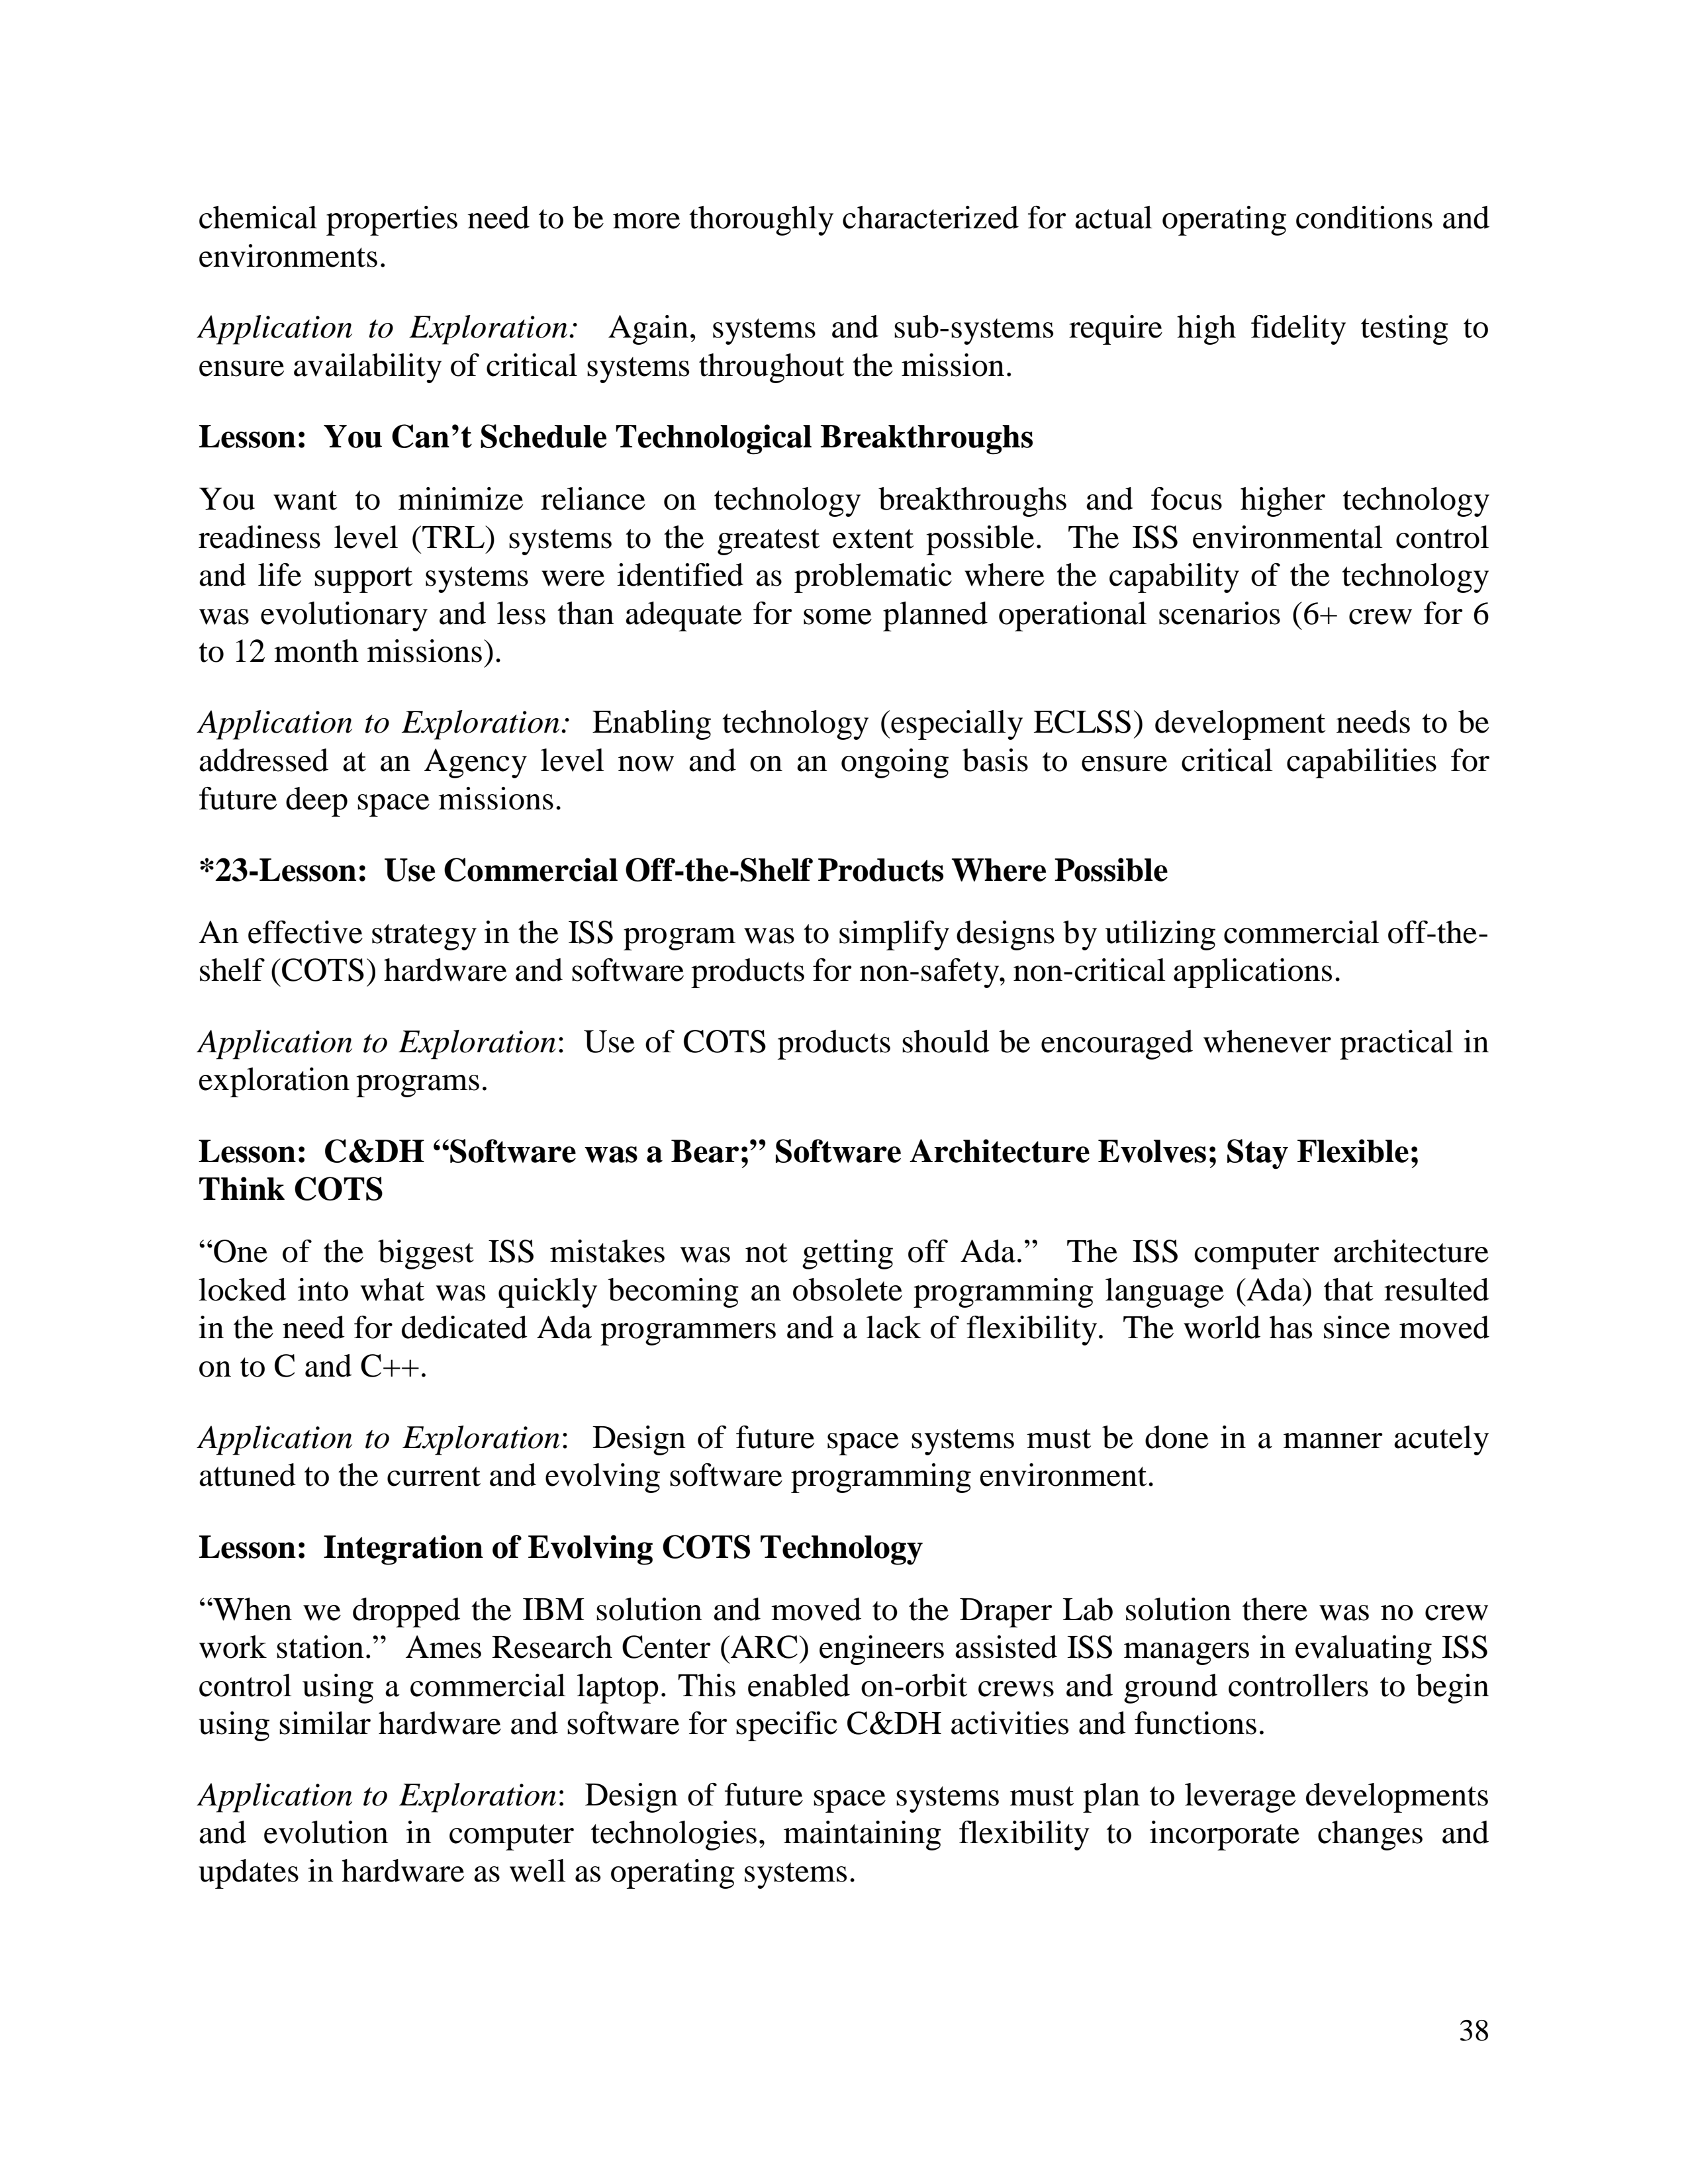 chemical properties need to be more thoroughly characterized for actual operating conditions and
environments.
Application to Exploration:  Again, systems and sub-systems require high fidelity testing to
ensure availability of critical systems throughout the mission.
Lesson:  You Can’t Schedule Technological Breakthroughs
You want to minimize reliance on technology breakthroughs and focus higher technology
readiness level (TRL) systems to the greatest extent possible.  The ISS environmental control
and life support systems were identified as problematic where the capability of the technology
was evolutionary and less than adequate for some planned operational scenarios (6+ crew for 6
to 12 month missions).
Application to Exploration:  Enabling technology (especially ECLSS) development needs to be
addressed at an Agency level now and on an ongoing basis to ensure critical capabilities for
future deep space missions.
*23-Lesson:  Use Commercial Off-the-Shelf Products Where Possible
An effective strategy in the ISS program was to simplify designs by utilizing commercial off-the-
shelf (COTS) hardware and software products for non-safety, non-critical applications.
Application to Exploration:  Use of COTS products should be encouraged whenever practical in
exploration programs.
Lesson:  C&DH “Software was a Bear;” Software Architecture Evolves; Stay Flexible;
Think COTS
“One of the biggest ISS mistakes was not getting off Ada.”  The ISS computer architecture
locked into what was quickly becoming an obsolete programming language (Ada) that resulted
in the need for dedicated Ada programmers and a lack of flexibility.  The world has since moved
on to C and C++.
Application to Exploration:  Design of future space systems must be done in a manner acutely
attuned to the current and evolving software programming environment.
Lesson:  Integration of Evolving COTS Technology
“When we dropped the IBM solution and moved to the Draper Lab solution there was no crew
work station.”  Ames Research Center (ARC) engineers assisted ISS managers in evaluating ISS
control using a commercial laptop. This enabled on-orbit crews and ground controllers to begin
using similar hardware and software for specific C&DH activities and functions.
Application to Exploration:  Design of future space systems must plan to leverage developments
and evolution in computer technologies, maintaining flexibility to incorporate changes and
updates in hardware as well as operating systems.
38